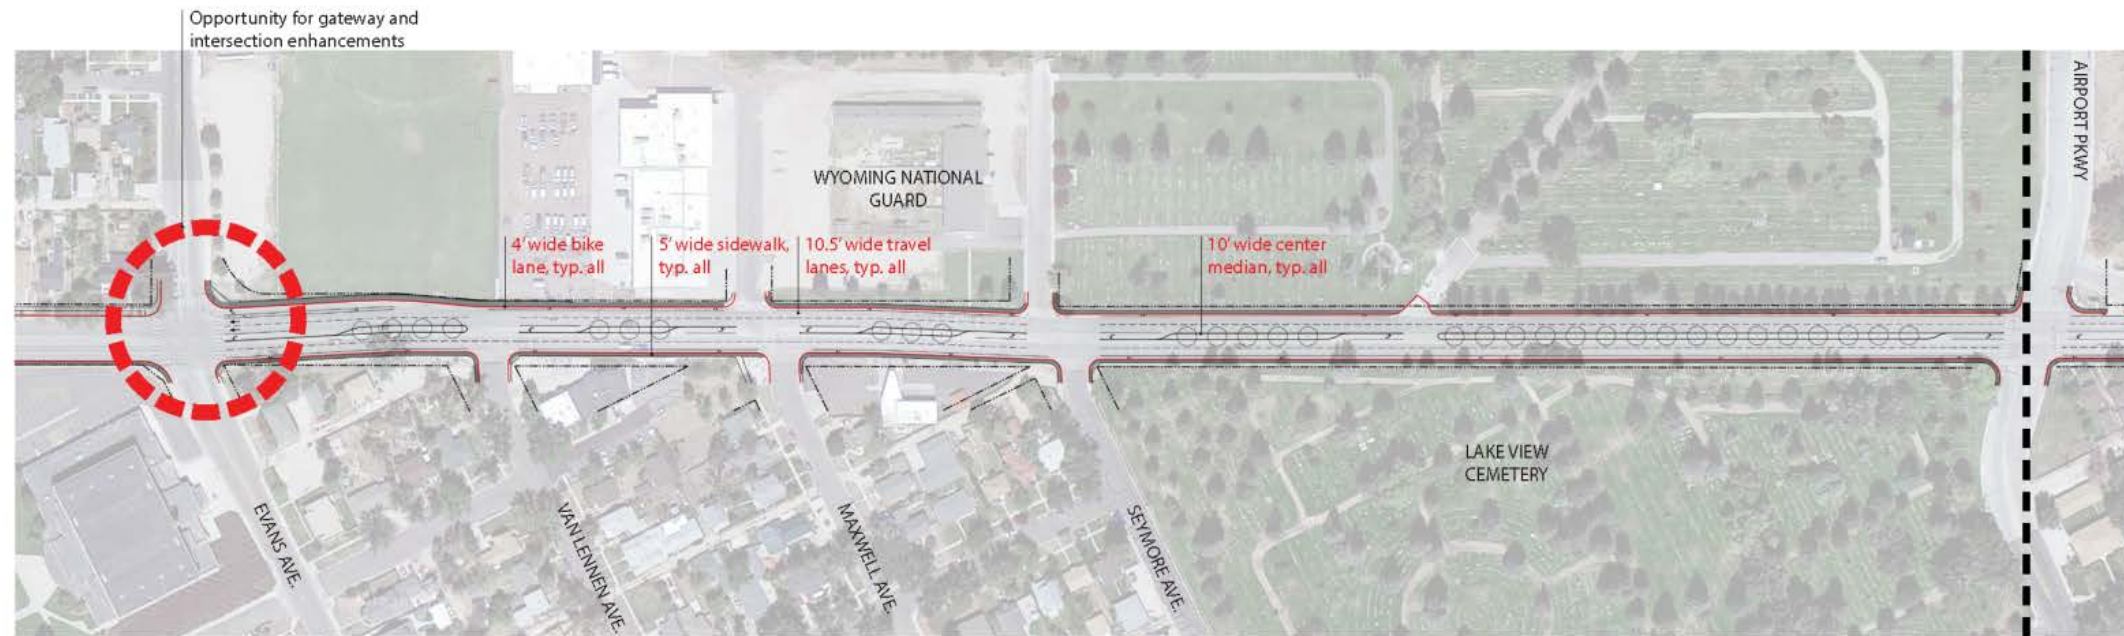 Opportunity for gateway and
intersection enhancements
AIRPORT PKWY
WYOMING NATIONAL
GUARD
4' wide bike
lane, typ. all
5' wide sidewalk,
typ. all
10.5' wide travel
lanes, typ. all
10' wide center
median, typ. all
LAKE VIEW
CEMETERY
EVANS AVE.
VAN LENNEN AVE.
MAXWELL AVE.
SEYMORE AVE.